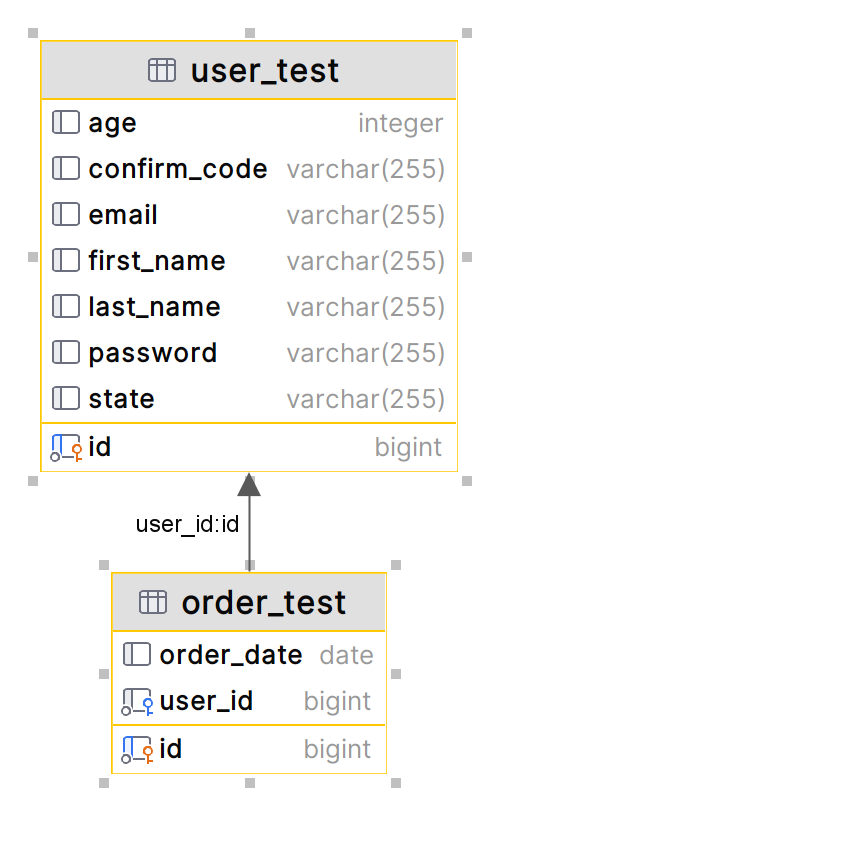 user_test
age integer
confirm_code varchar(255)
email varchar(255)
first_name varchar(255)
last_name varchar(255)
password varchar(255)
state varchar(255)
id bigint
user_id:id
order_test
order_date date
user_id bigint
id bigint